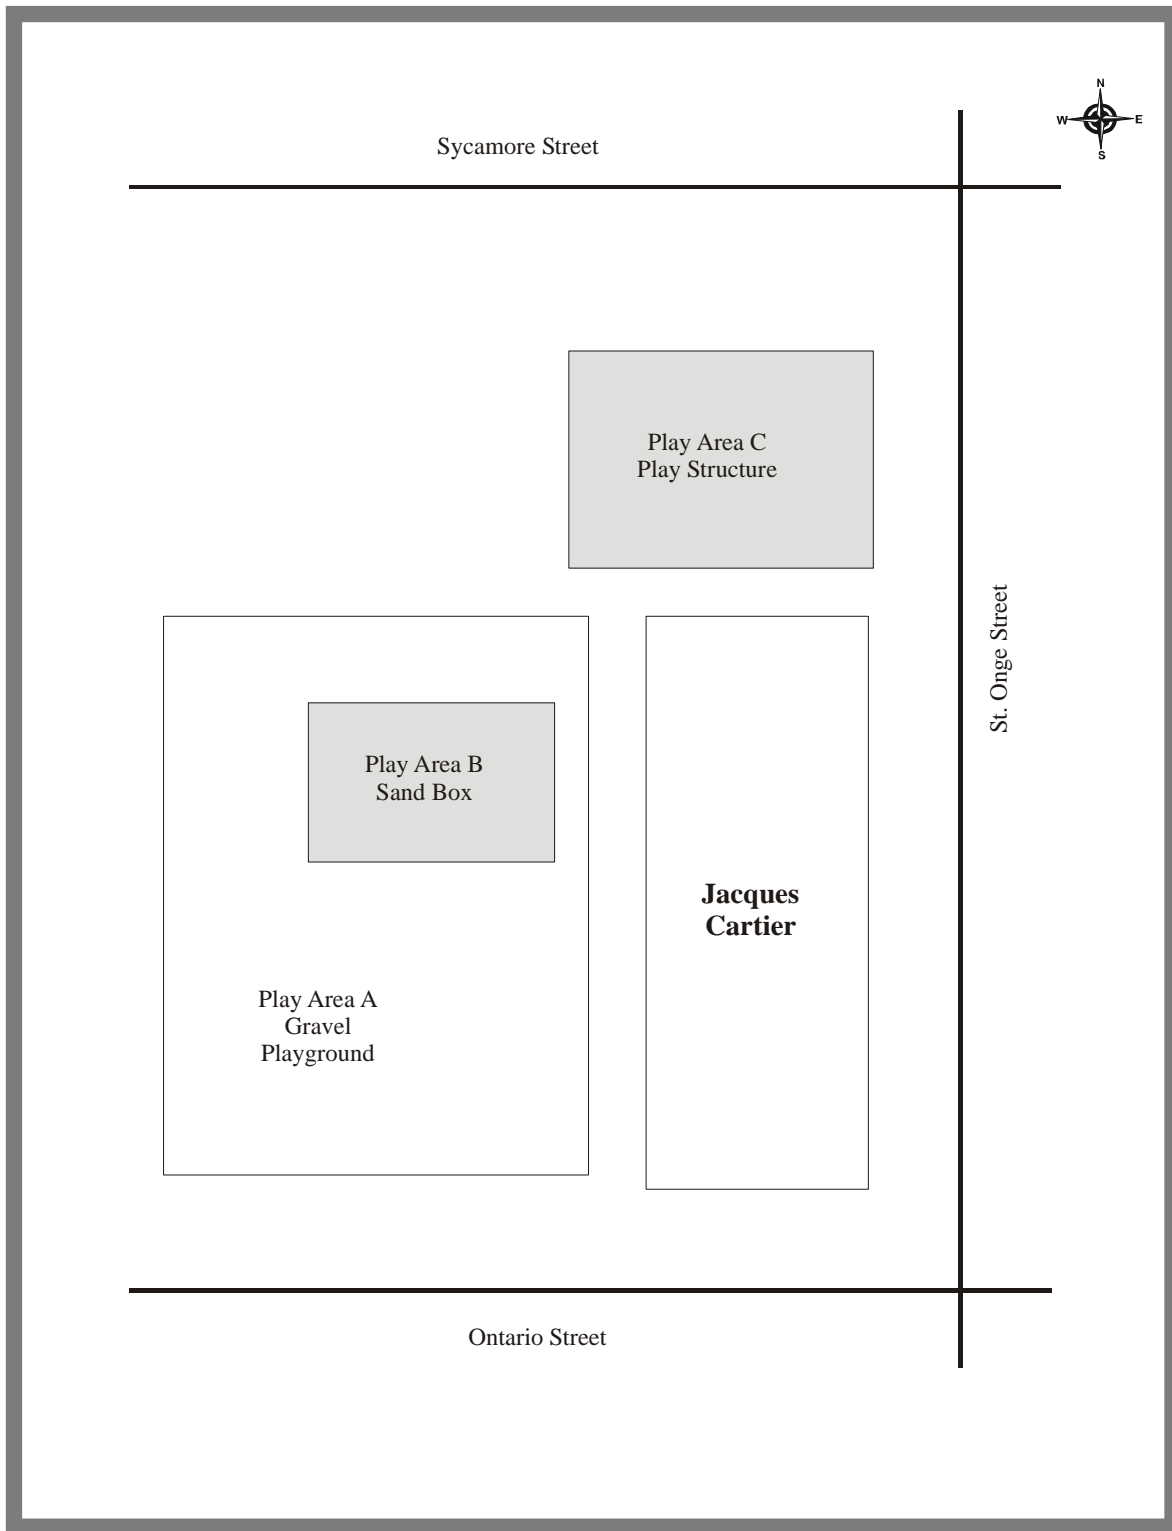 N
W E
S
Sycamore Street
Play Area C
Play Structure
St. Onge Street
Play Area B
Sand Box
Jacques
Cartier
Play Area A
Gravel
Playground
Ontario Street